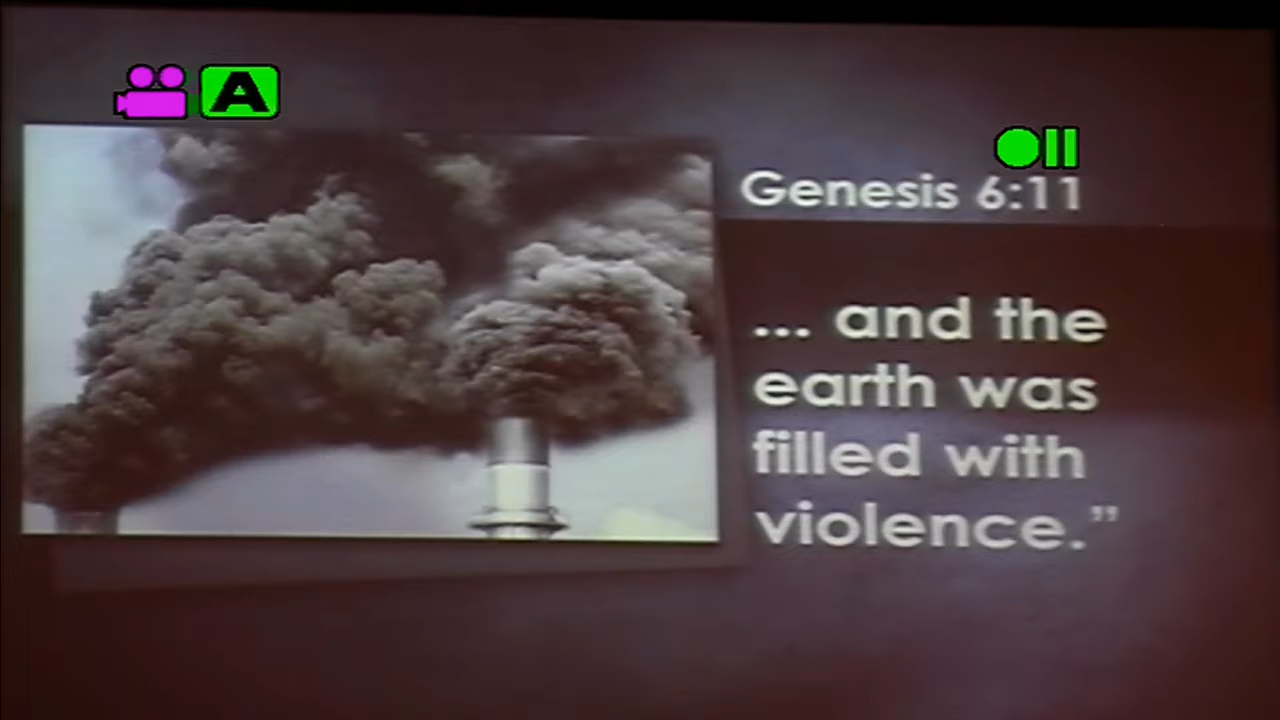 A
Genesis 6:11
... and the
earth was
filled with
violence.”